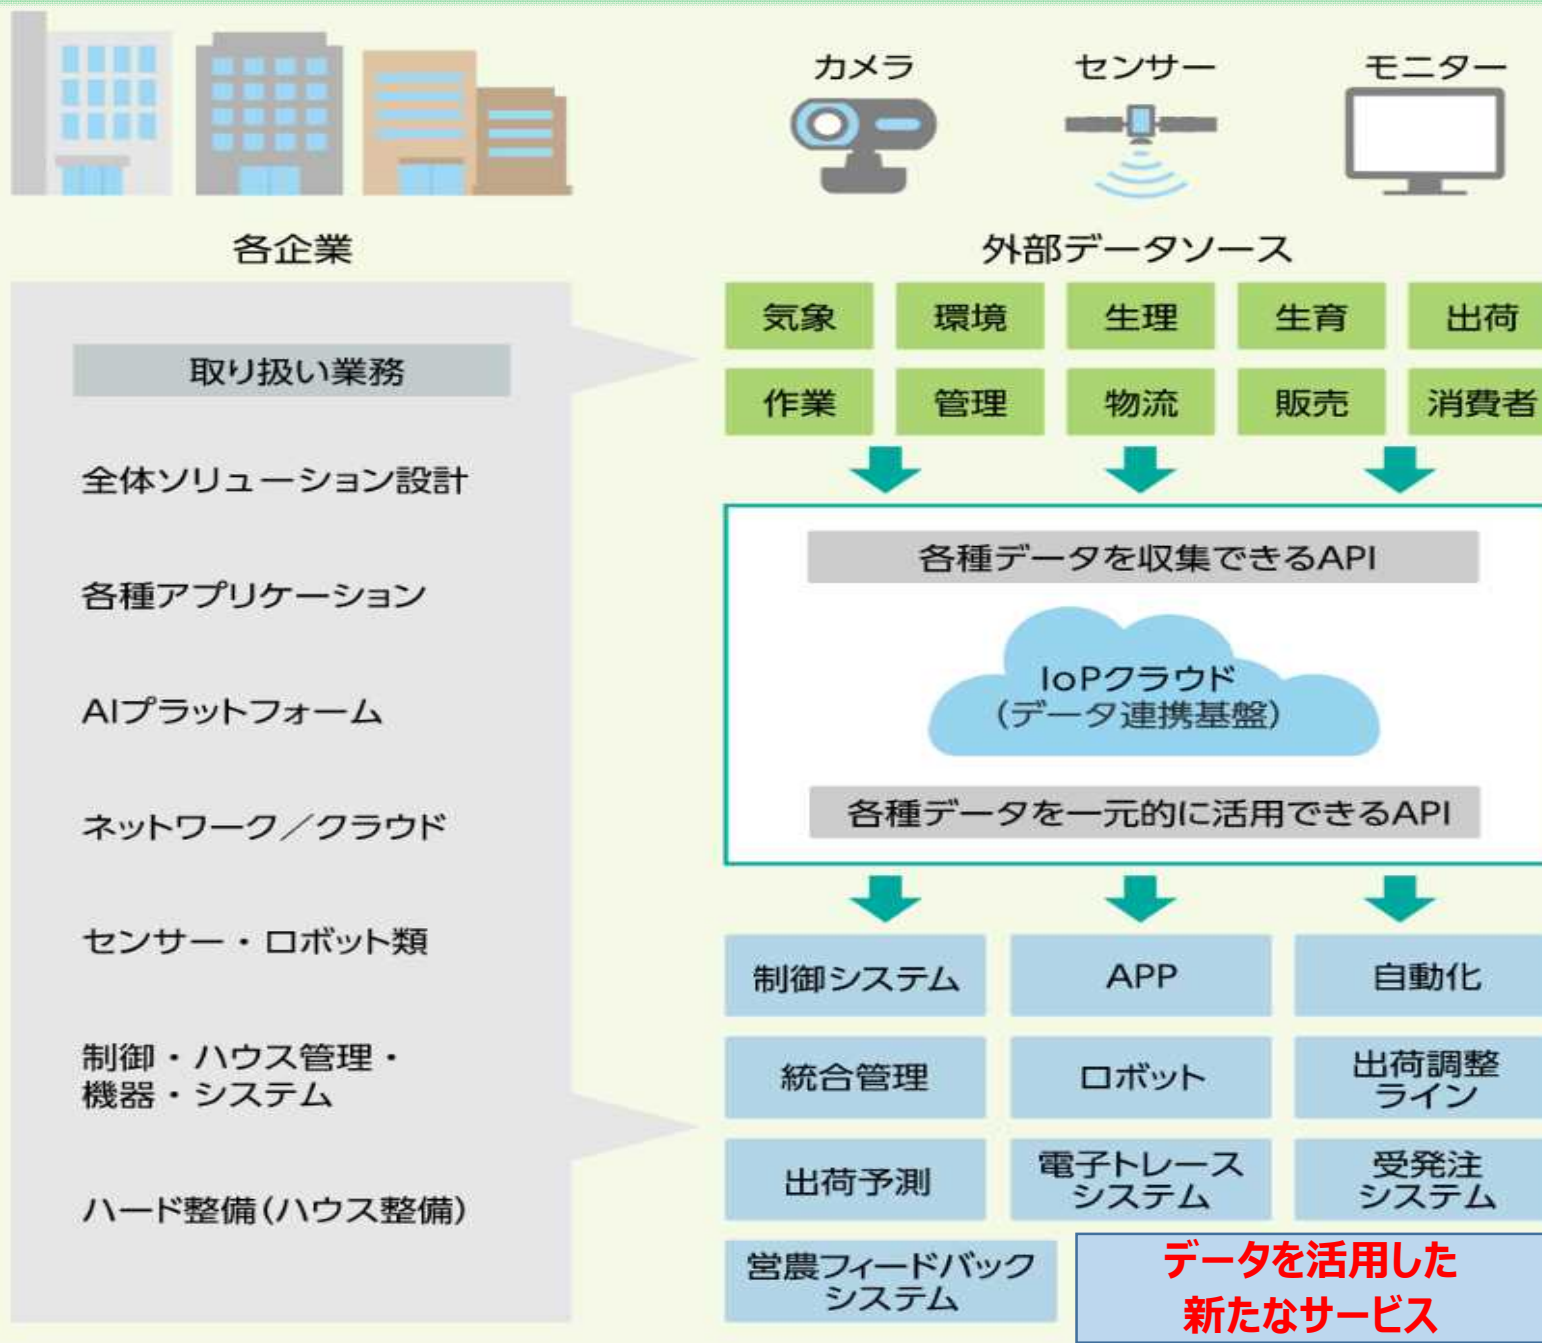 カメラ
センサー
モニター
各企業
外部データソース
取り扱い業務
全体ソリューション設計
各種アプリケーション
AIプラットフォーム
ネットワーク／クラウド
センサー・ロボット類
制御・ハウス管理・
機器・システム
ハード整備(ハウス整備)
気象
環境
生理
生育
出荷
作業
管理
物流
販売
消費者
各種データを収集できるAPI
IoPクラウド
(データ連携基盤)
各種データを一元的に活用できるAPI
制御システム
APP
自動化
統合管理
ロボット
出荷調整
ライン
出荷予測
電子トレース
システム
受発注
システム
営農フィードバック
システム
データを活用した
新たなサービス